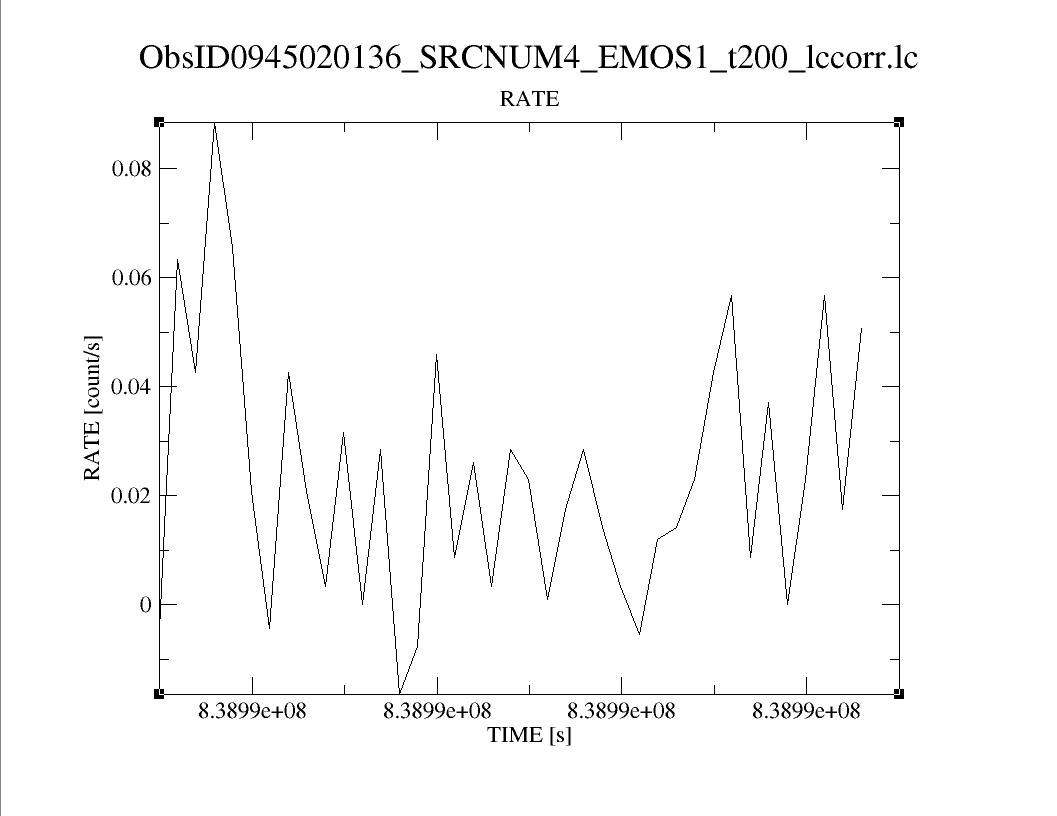 ObsID0945020136_SRCNUM4_EMOS1_t200_lccorr.lc
RATE
0.08
0.06
0.04
0.02
0
RATE [count/s]
8.3899e+08 8.3899e+08 8.3899e+08 8.3899e+08
TIME [s]